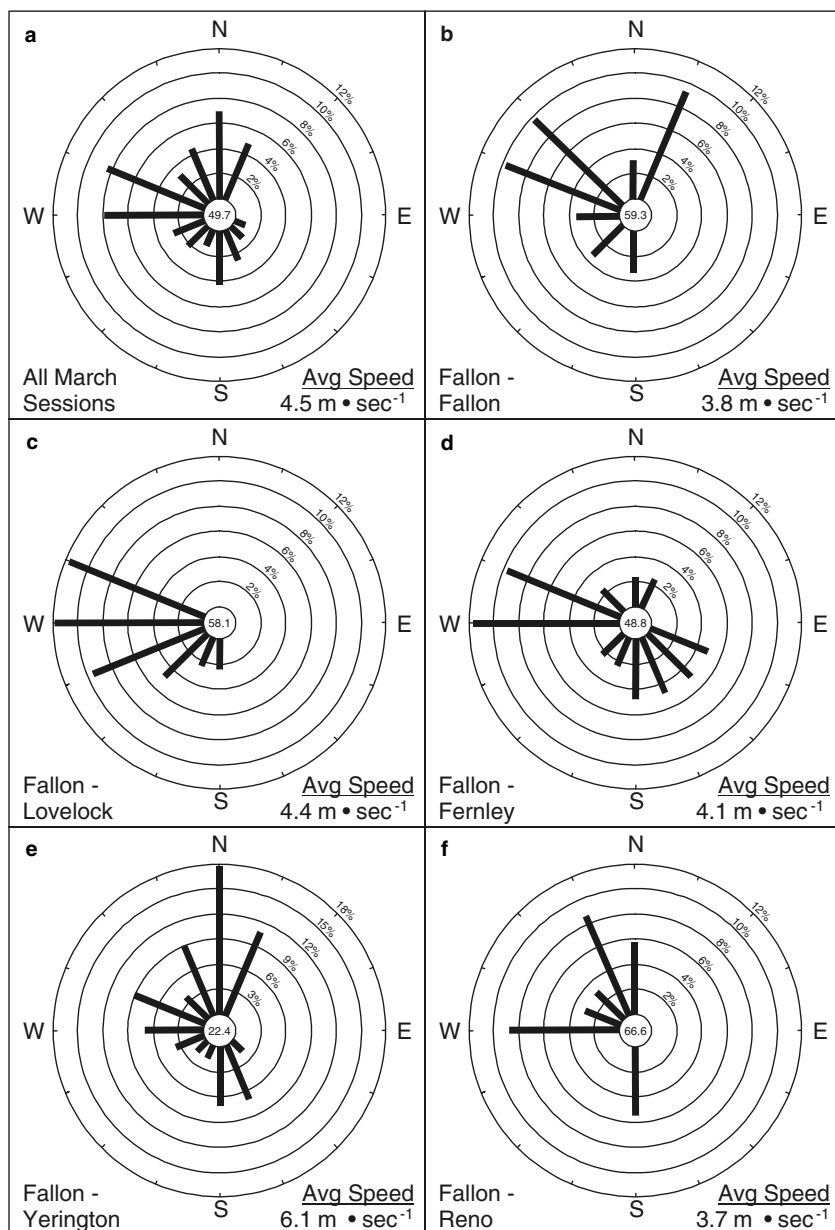 a
N
12%
10%
8%
6%
4%
2%
W
49.7
E
S
All March
Sessions
Avg Speed
4.5 m • sec-1
b
N
12%
10%
8%
6%
4%
2%
W
59.3
E
S
Fallon -
Fallon
Avg Speed
3.8 m • sec-1
c
N
12%
10%
8%
6%
4%
2%
W
58.1
E
S
Fallon -
Lovelock
Avg Speed
4.4 m • sec-1
d
N
12%
10%
8%
6%
4%
2%
W
48.8
E
S
Fallon -
Fernley
Avg Speed
4.1 m • sec-1
e
N
18%
15%
12%
9%
6%
3%
W
22.4
E
S
Fallon -
Yerington
Avg Speed
6.1 m • sec-1
f
N
12%
10%
8%
6%
4%
2%
W
66.6
E
S
Fallon -
Reno
Avg Speed
3.7 m • sec-1